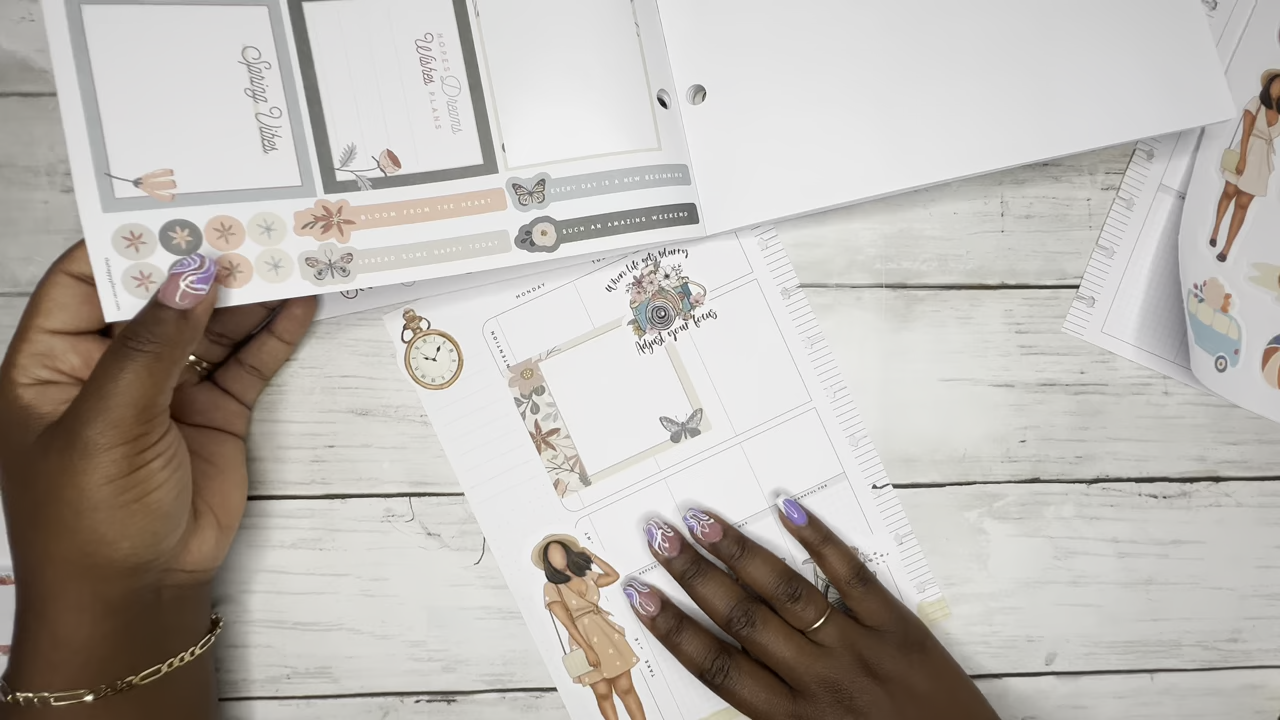 Spring Vibes
HOPES
Wishes
Dreams
PLANS
EVERY DAY IS A NEW BEGINNING
BLOOM FROM THE HEART
SUCH AN AMAZING WEEKEND
SPREAD SOME HAPPY TODAY
MONDAY
When life gets blurry
Adjust your focus
TAKE